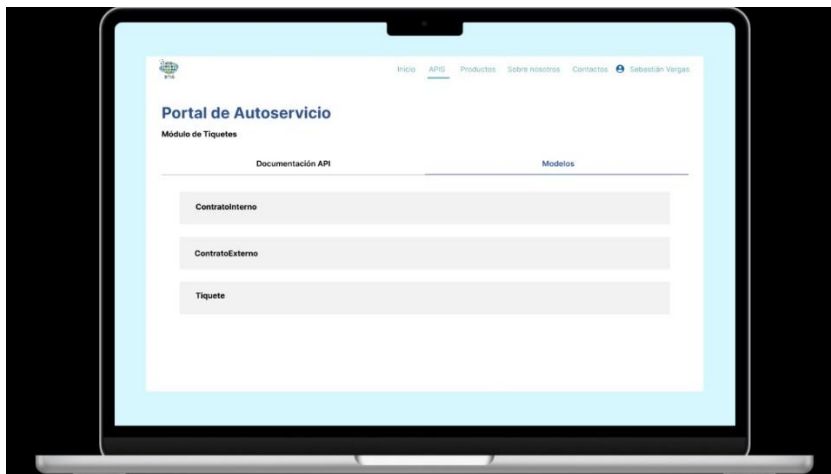 Inicio APIS Productos Sobre nosotros Contactos Sebastián Vargas
Portal de Autoservicio
Módulo de Tiquetes
Documentación API Modelos
ContratoInterno
ContratoExterno
Tiquete